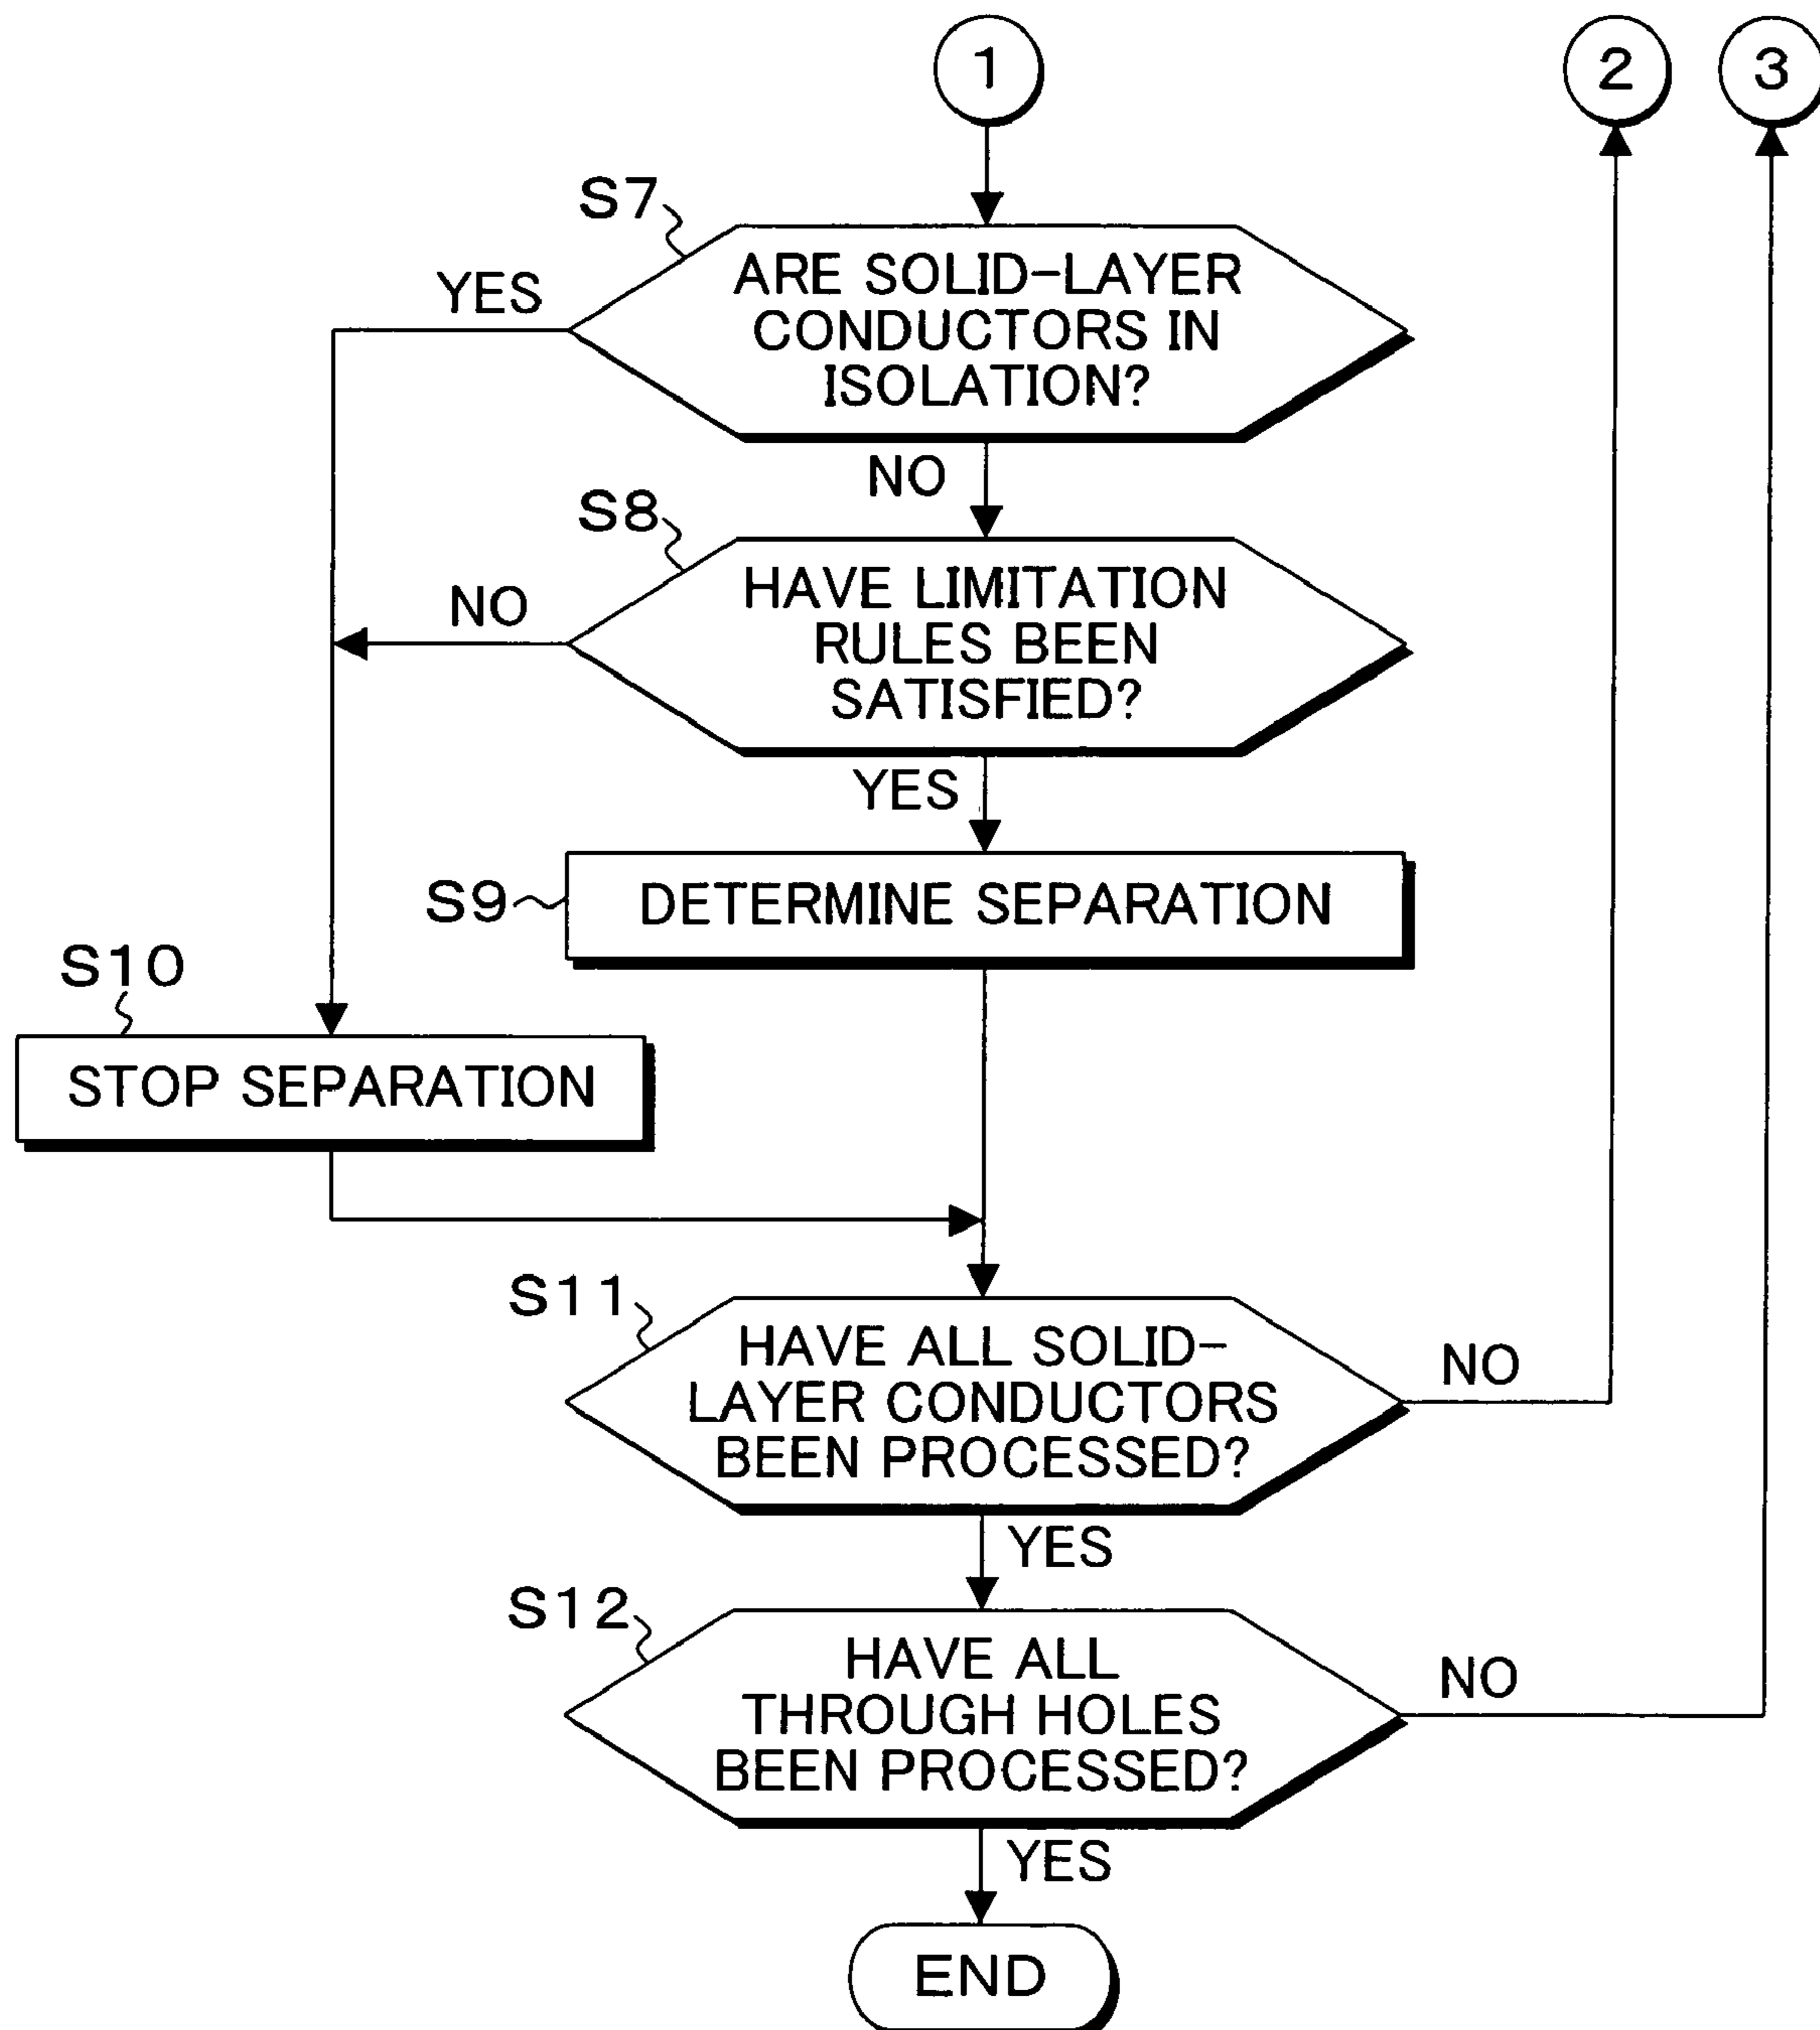 1
2
3
S7
YES
ARE SOLID-LAYER
CONDUCTORS IN
ISOLATION?
NO
S8
NO
HAVE LIMITATION
RULES BEEN
SATISFIED?
YES
S9
DETERMINE SEPARATION
S10
STOP SEPARATION
S11
HAVE ALL SOLID-
LAYER CONDUCTORS
BEEN PROCESSED?
NO
YES
S12
HAVE ALL
THROUGH HOLES
BEEN PROCESSED?
NO
YES
END